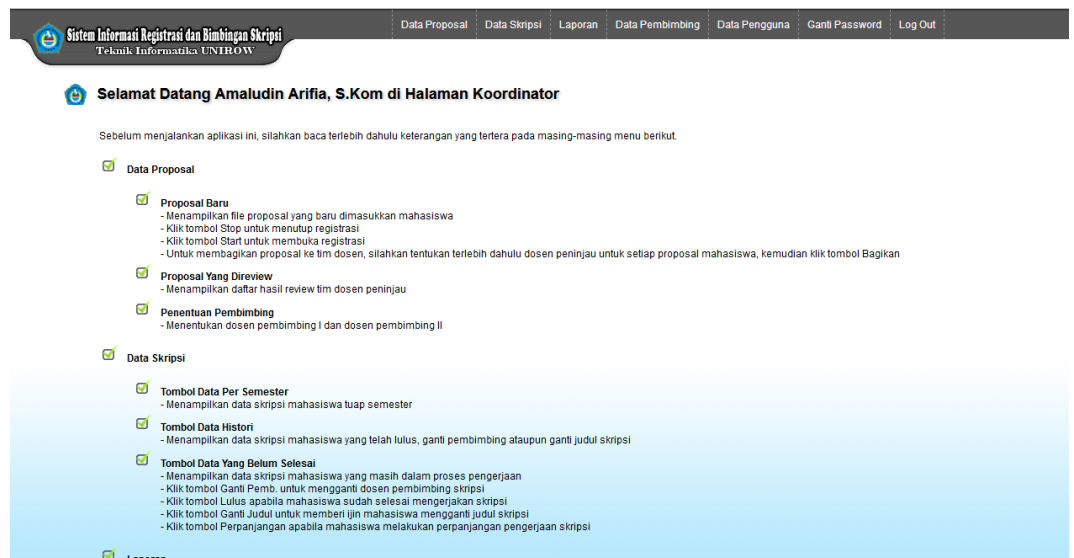 Data Proposal Data Skripsi Laporan Data Pembimbing Data Pengguna Ganti Password Log Out
Sistem Informasi Registrasi dan Bimbingan Skripsi
Teknik Informatika UNIROW
Selamat Datang Amaludin Arifia, S.Kom di Halaman Koordinator
Sebelum menjalankan aplikasi ini, silahkan baca terlebih dahulu keterangan yang tertera pada masing-masing menu berikut.
Data Proposal
Proposal Baru
- Menampilkan file proposal yang baru dimasukkan mahasiswa
- Klik tombol Stop untuk menutup registrasi
- Klik tombol Start untuk membuka registrasi
- Untuk membagikan proposal ke tim dosen, silahkan tentukan terlebih dahulu dosen peninjau untuk setiap proposal mahasiswa, kemudian klik tombol Bagikan
Proposal Yang Direview
- Menampilkan daftar hasil review tim dosen peninjau
Penentuan Pembimbing
- Menentukan dosen pembimbing I dan dosen pembimbing II
Data Skripsi
Tombol Data Per Semester
- Menampilkan data skripsi mahasiswa tuap semester
Tombol Data Histori
- Menampilkan data skripsi mahasiswa yang telah lulus, ganti pembimbing ataupun ganti judul skripsi
Tombol Data Yang Belum Selesai
- Menampilkan data skripsi mahasiswa yang masih dalam proses pengerjaan
- Klik tombol Ganti Pemb. untuk mengganti dosen pembimbing skripsi
- Klik tombol Lulus apabila mahasiswa sudah selesai mengerjakan skripsi
- Klik tombol Ganti Judul untuk memberi ijin mahasiswa mengganti judul skripsi
- Klik tombol Perpanjangan apabila mahasiswa melakukan perpanjangan pengerjaan skripsi
Laporan